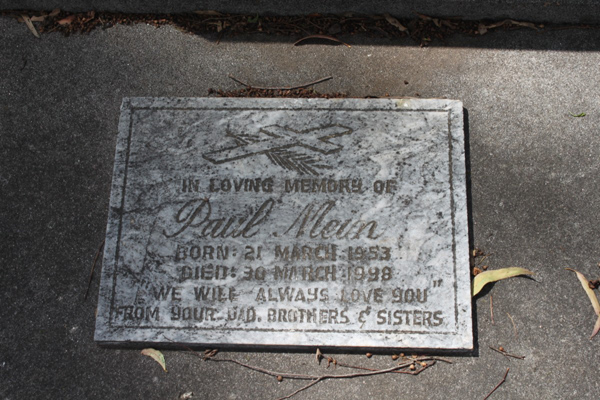 IN LOVING MEMORY OF
Paul Mein
BORN: 21 MARCH 1953
DIED: 30 MARCH 1998
"WE WILL ALWAYS LOVE YOU"
FROM YOUR DAD, BROTHERS & SISTERS